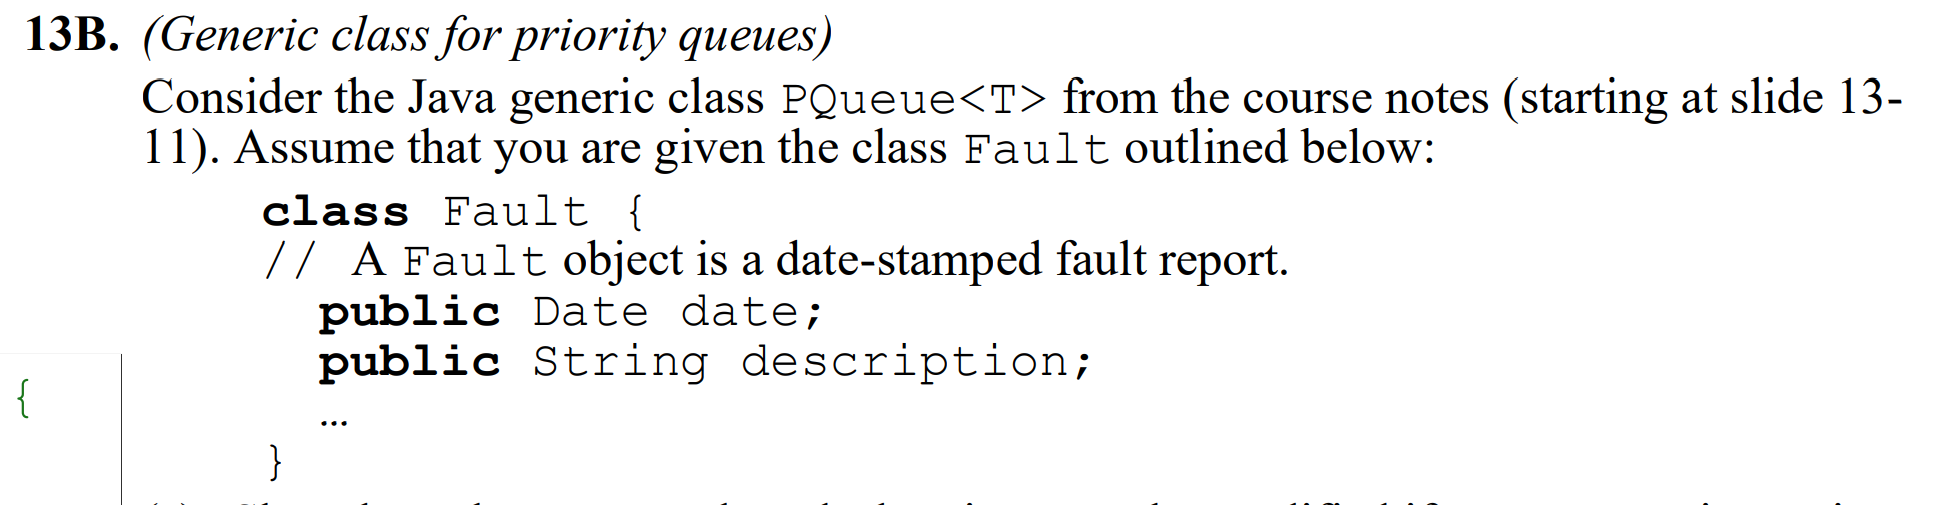 13B. (Generic class for priority queues)
Consider the Java generic class PQueue<T> from the course notes (starting at slide 13-
11). Assume that you are given the class Fault outlined below:
class Fault {
// A Fault object is a date-stamped fault report.
public Date date;
public String description;
{
…
}